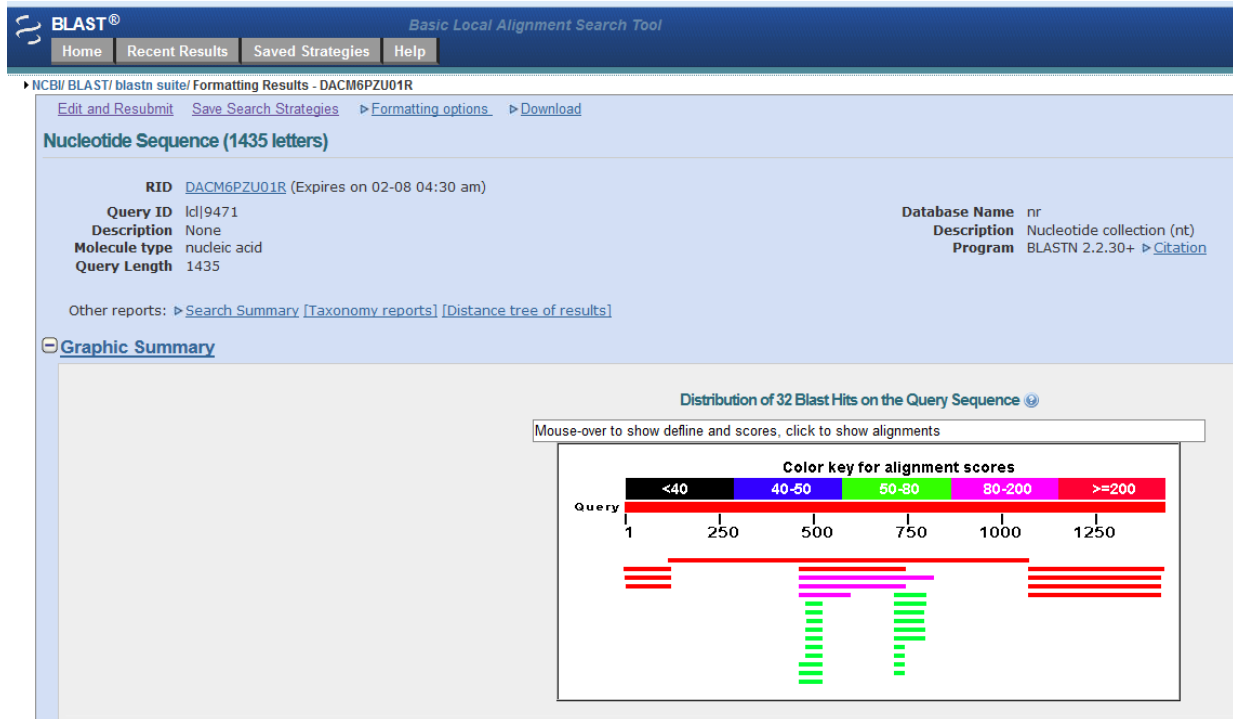 BLAST® Basic Local Alignment Search Tool
Home Recent Results Saved Strategies Help
NCBI/ BLAST/ blastn suite/ Formatting Results - DACM6PZU01R
Edit and Resubmit Save Search Strategies Formatting options Download
Nucleotide Sequence (1435 letters)
RID DACM6PZU01R (Expires on 02-08 04:30 am)
Query ID lcl|9471
Description None
Molecule type nucleic acid
Query Length 1435
Database Name nr
Description Nucleotide collection (nt)
Program BLASTN 2.2.30+ Citation
Other reports: Search Summary [Taxonomy reports] [Distance tree of results]
Graphic Summary
Distribution of 32 Blast Hits on the Query Sequence
Mouse-over to show defline and scores, click to show alignments
Color key for alignment scores
<40 40-50 50-80 80-200 >=200
Query
1 250 500 750 1000 1250